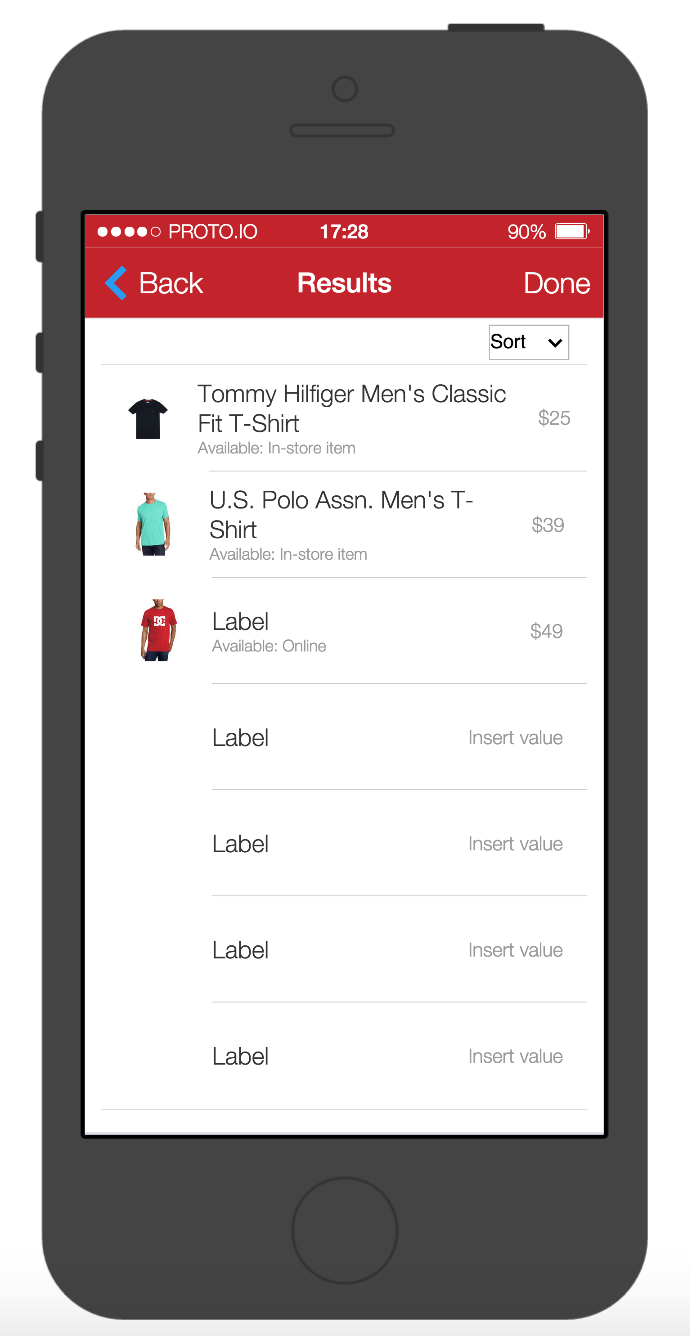 PROTO.IO 17:28 90%
Back Results Done
Sort
Tommy Hilfiger Men's Classic
Fit T-Shirt
$25
Available: In-store item
U.S. Polo Assn. Men's T-
Shirt
$39
Available: In-store item
DC
Label
$49
Available: Online
Label Insert value
Label Insert value
Label Insert value
Label Insert value